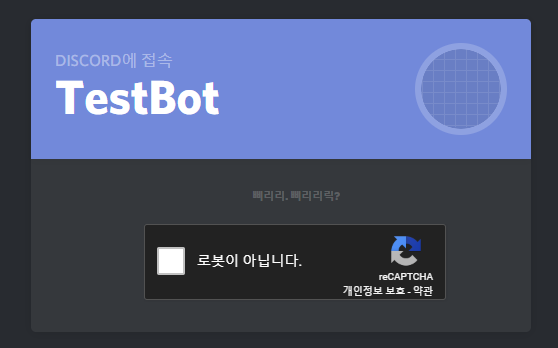 DISCORD에 접속
TestBot
삐리리. 삐리리릭?
로봇이 아닙니다.
reCAPTCHA
개인정보 보호 - 약관